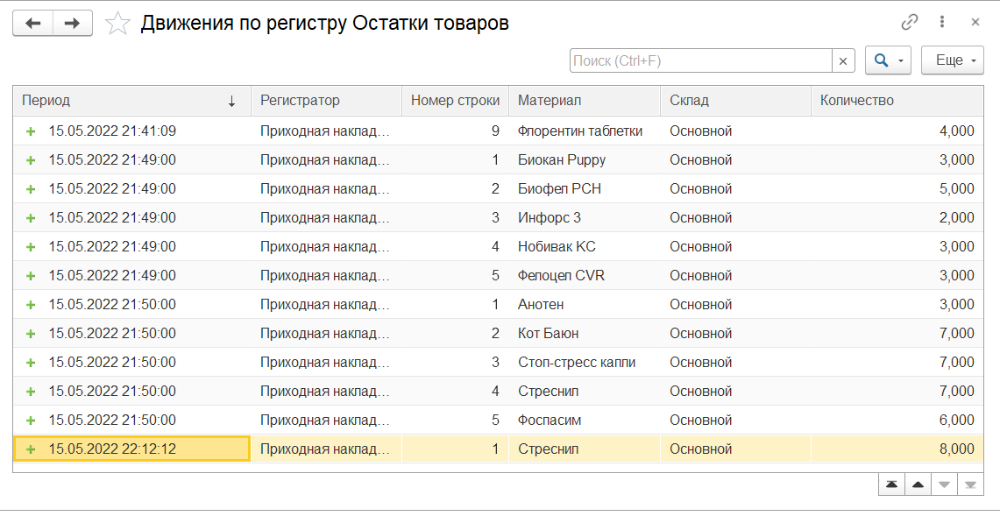 Движения по регистру Остатки товаров
Поиск (Ctrl+F)
Еще
Период Регистратор Номер строки Материал Склад Количество
15.05.2022 21:41:09 Приходная наклад... 9 Флорентин таблетки Основной 4,000
15.05.2022 21:49:00 Приходная наклад... 1 Биокан Puppy Основной 3,000
15.05.2022 21:49:00 Приходная наклад... 2 Биофел PCH Основной 5,000
15.05.2022 21:49:00 Приходная наклад... 3 Инфорс 3 Основной 2,000
15.05.2022 21:49:00 Приходная наклад... 4 Нобивак KC Основной 3,000
15.05.2022 21:49:00 Приходная наклад... 5 Фелоцел CVR Основной 3,000
15.05.2022 21:50:00 Приходная наклад... 1 Анотен Основной 3,000
15.05.2022 21:50:00 Приходная наклад... 2 Кот Баюн Основной 7,000
15.05.2022 21:50:00 Приходная наклад... 3 Стоп-стресс капли Основной 7,000
15.05.2022 21:50:00 Приходная наклад... 4 Стреснил Основной 7,000
15.05.2022 21:50:00 Приходная наклад... 5 Фоспасим Основной 6,000
15.05.2022 22:12:12 Приходная наклад... 1 Стреснил Основной 8,000